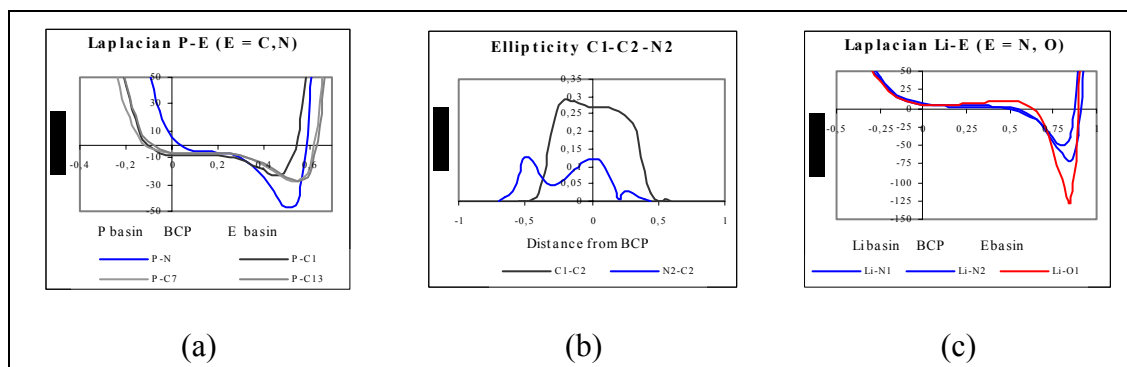 Laplacian P-E (E = C,N)
50
30
10
-0,4 -0,2 0 0,2 0,4 0,6
-10
-30
-50
P basin BCP E basin
P-N P-C1
P-C7 P-C13
(a)
Ellipticity C1-C2-N2
0,35
0,3
0,25
0,2
0,15
0,1
0,05
0
-1 -0,5 0 0,5 1
Distance from BCP
C1-C2 N2-C2
(b)
Laplacian Li-E (E = N, O)
50
25
0
-0,5 -0,25 0 0,25 0,5 0,75 1
-25
-50
-75
-100
-125
-150
Li basin BCP E basin
Li-N1 Li-N2 Li-O1
(c)